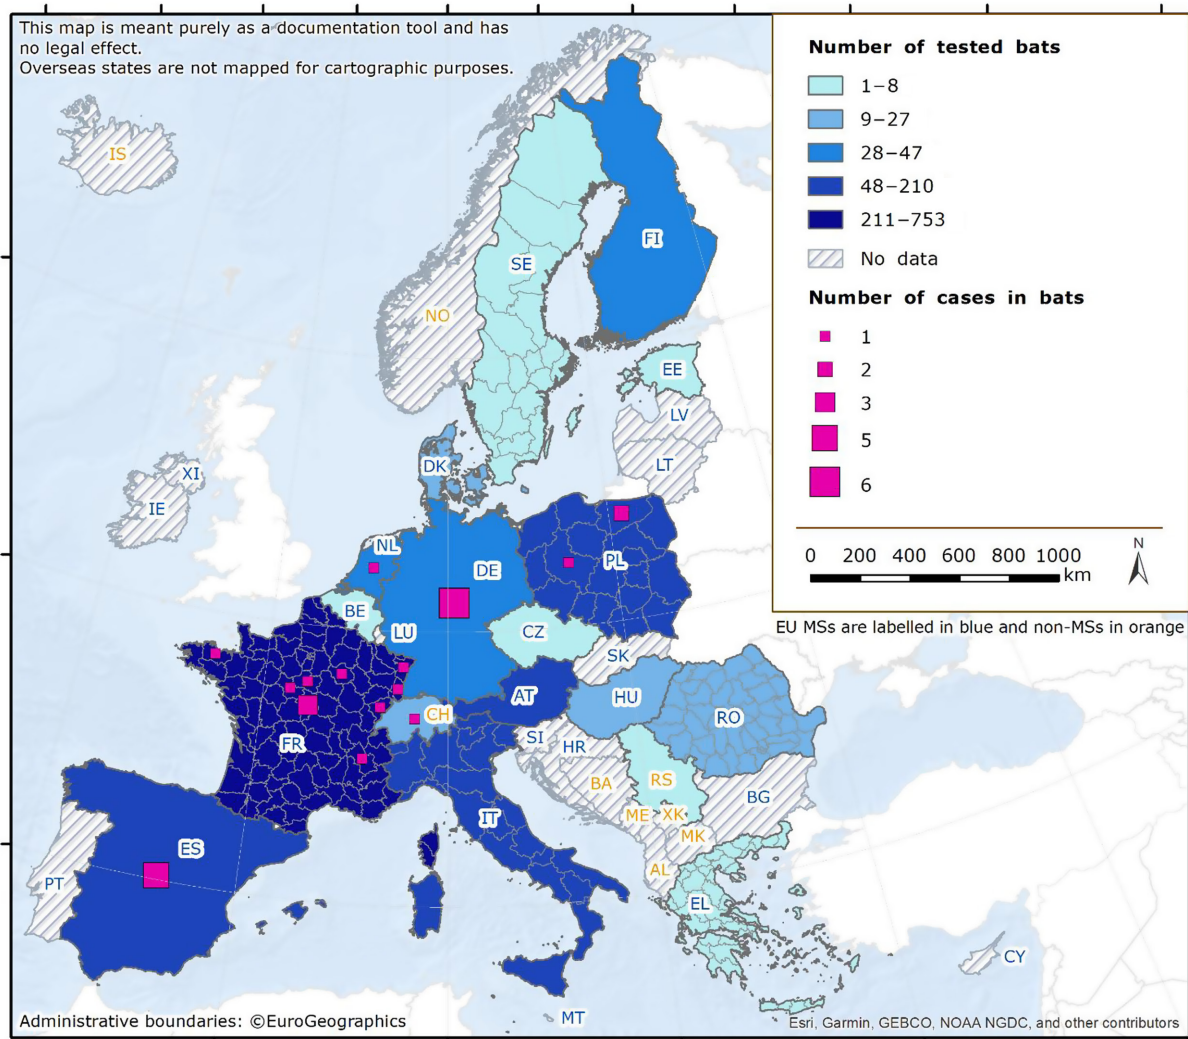 This map is meant purely as a documentation tool and has
no legal effect.
Overseas states are not mapped for cartographic purposes.
Number of tested bats
1–8
9–27
28–47
48–210
211–753
No data
Number of cases in bats
1
2
3
5
6
0 200 400 600 800 1000
km
N
EU MSs are labelled in blue and non-MSs in orange
IS
FI
SE
NO
EE
LV
LT
DK
XI
IE
NL
DE
PL
BE
LU
CZ
SK
AT
HU
CH
RO
FR
SI
HR
BA
RS
BG
ME
XK
MK
IT
ES
AL
PT
EL
CY
MT
Administrative boundaries: ©EuroGeographics
Esri, Garmin, GEBCO, NOAA NGDC, and other contributors